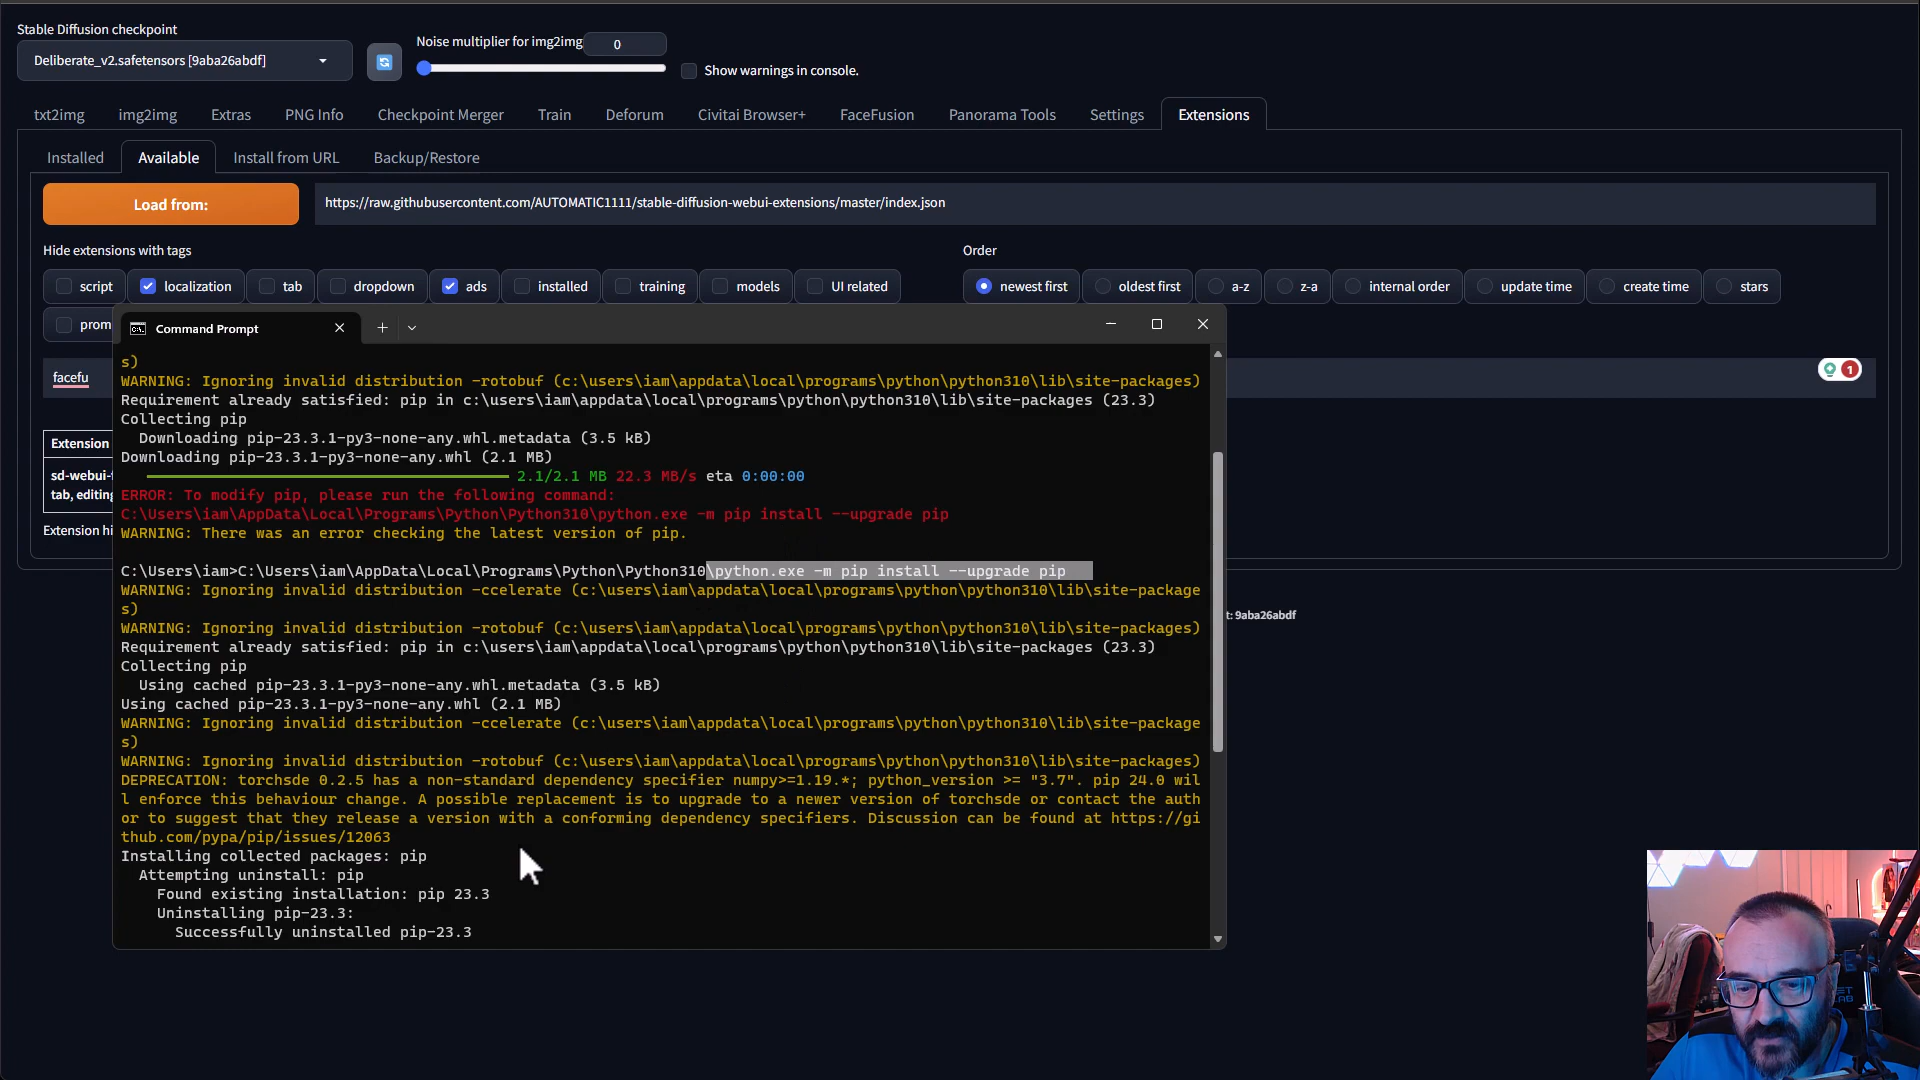 Stable Diffusion checkpoint
Deliberate_v2.safetensors [9aba26abdf]
Noise multiplier for img2img
0
Show warnings in console.
txt2img
img2img
Extras
PNG Info
Checkpoint Merger
Train
Deforum
Civitai Browser+
FaceFusion
Panorama Tools
Settings
Extensions
Installed
Available
Install from URL
Backup/Restore
Load from:
https://raw.githubusercontent.com/AUTOMATIC1111/stable-diffusion-webui-extensions/master/index.json
Hide extensions with tags
Order
script
localization
tab
dropdown
ads
installed
training
models
UI related
newest first
oldest first
a-z
z-a
internal order
update time
create time
stars
prom
facefu
1
Extension
sd-webui-f
tab, editing
Extension hi
t: 9aba26abdf
Command Prompt
s)
WARNING: Ignoring invalid distribution -rotobuf (c:\users\iam\appdata\local\programs\python\python310\lib\site-packages)
Requirement already satisfied: pip in c:\users\iam\appdata\local\programs\python\python310\lib\site-packages (23.3)
Collecting pip
Downloading pip-23.3.1-py3-none-any.whl.metadata (3.5 kB)
Downloading pip-23.3.1-py3-none-any.whl (2.1 MB)
2.1/2.1 MB 22.3 MB/s eta 0:00:00
ERROR: To modify pip, please run the following command:
C:\Users\iam\AppData\Local\Programs\Python\Python310\python.exe -m pip install --upgrade pip
WARNING: There was an error checking the latest version of pip.
C:\Users\iam>C:\Users\iam\AppData\Local\Programs\Python\Python310\python.exe -m pip install --upgrade pip
WARNING: Ignoring invalid distribution -ccelerate (c:\users\iam\appdata\local\programs\python\python310\lib\site-package
s)
WARNING: Ignoring invalid distribution -rotobuf (c:\users\iam\appdata\local\programs\python\python310\lib\site-packages)
Requirement already satisfied: pip in c:\users\iam\appdata\local\programs\python\python310\lib\site-packages (23.3)
Collecting pip
Using cached pip-23.3.1-py3-none-any.whl.metadata (3.5 kB)
Using cached pip-23.3.1-py3-none-any.whl (2.1 MB)
WARNING: Ignoring invalid distribution -ccelerate (c:\users\iam\appdata\local\programs\python\python310\lib\site-package
s)
WARNING: Ignoring invalid distribution -rotobuf (c:\users\iam\appdata\local\programs\python\python310\lib\site-packages)
DEPRECATION: torchsde 0.2.5 has a non-standard dependency specifier numpy>=1.19.*; python_version >= "3.7". pip 24.0 wil
l enforce this behaviour change. A possible replacement is to upgrade to a newer version of torchsde or contact the auth
or to suggest that they release a version with a conforming dependency specifiers. Discussion can be found at https://gi
thub.com/pypa/pip/issues/12063
Installing collected packages: pip
Attempting uninstall: pip
Found existing installation: pip 23.3
Uninstalling pip-23.3:
Successfully uninstalled pip-23.3